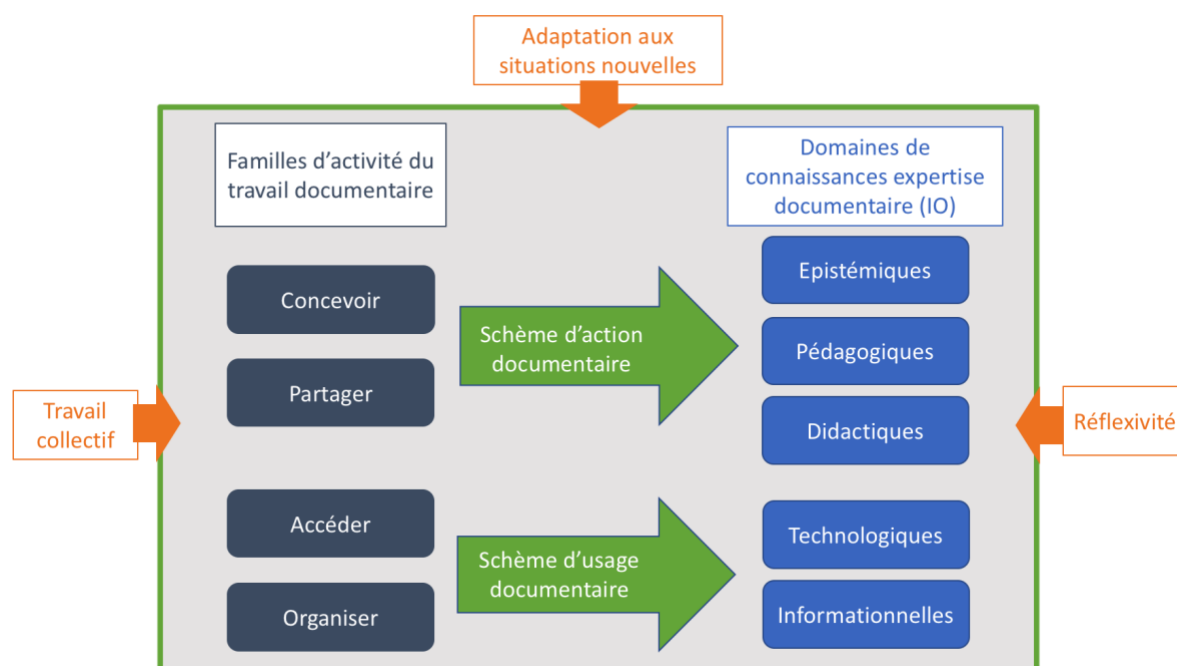 Adaptation aux
situations nouvelles
Familles d'activité du
travail documentaire
Domaines de
connaissances expertise
documentaire (IO)
Concevoir
Partager
Schème d'action
documentaire
Epistémiques
Pédagogiques
Didactiques
Travail
collectif
Réflexivité
Accéder
Organiser
Schème d'usage
documentaire
Technologiques
Informationnelles